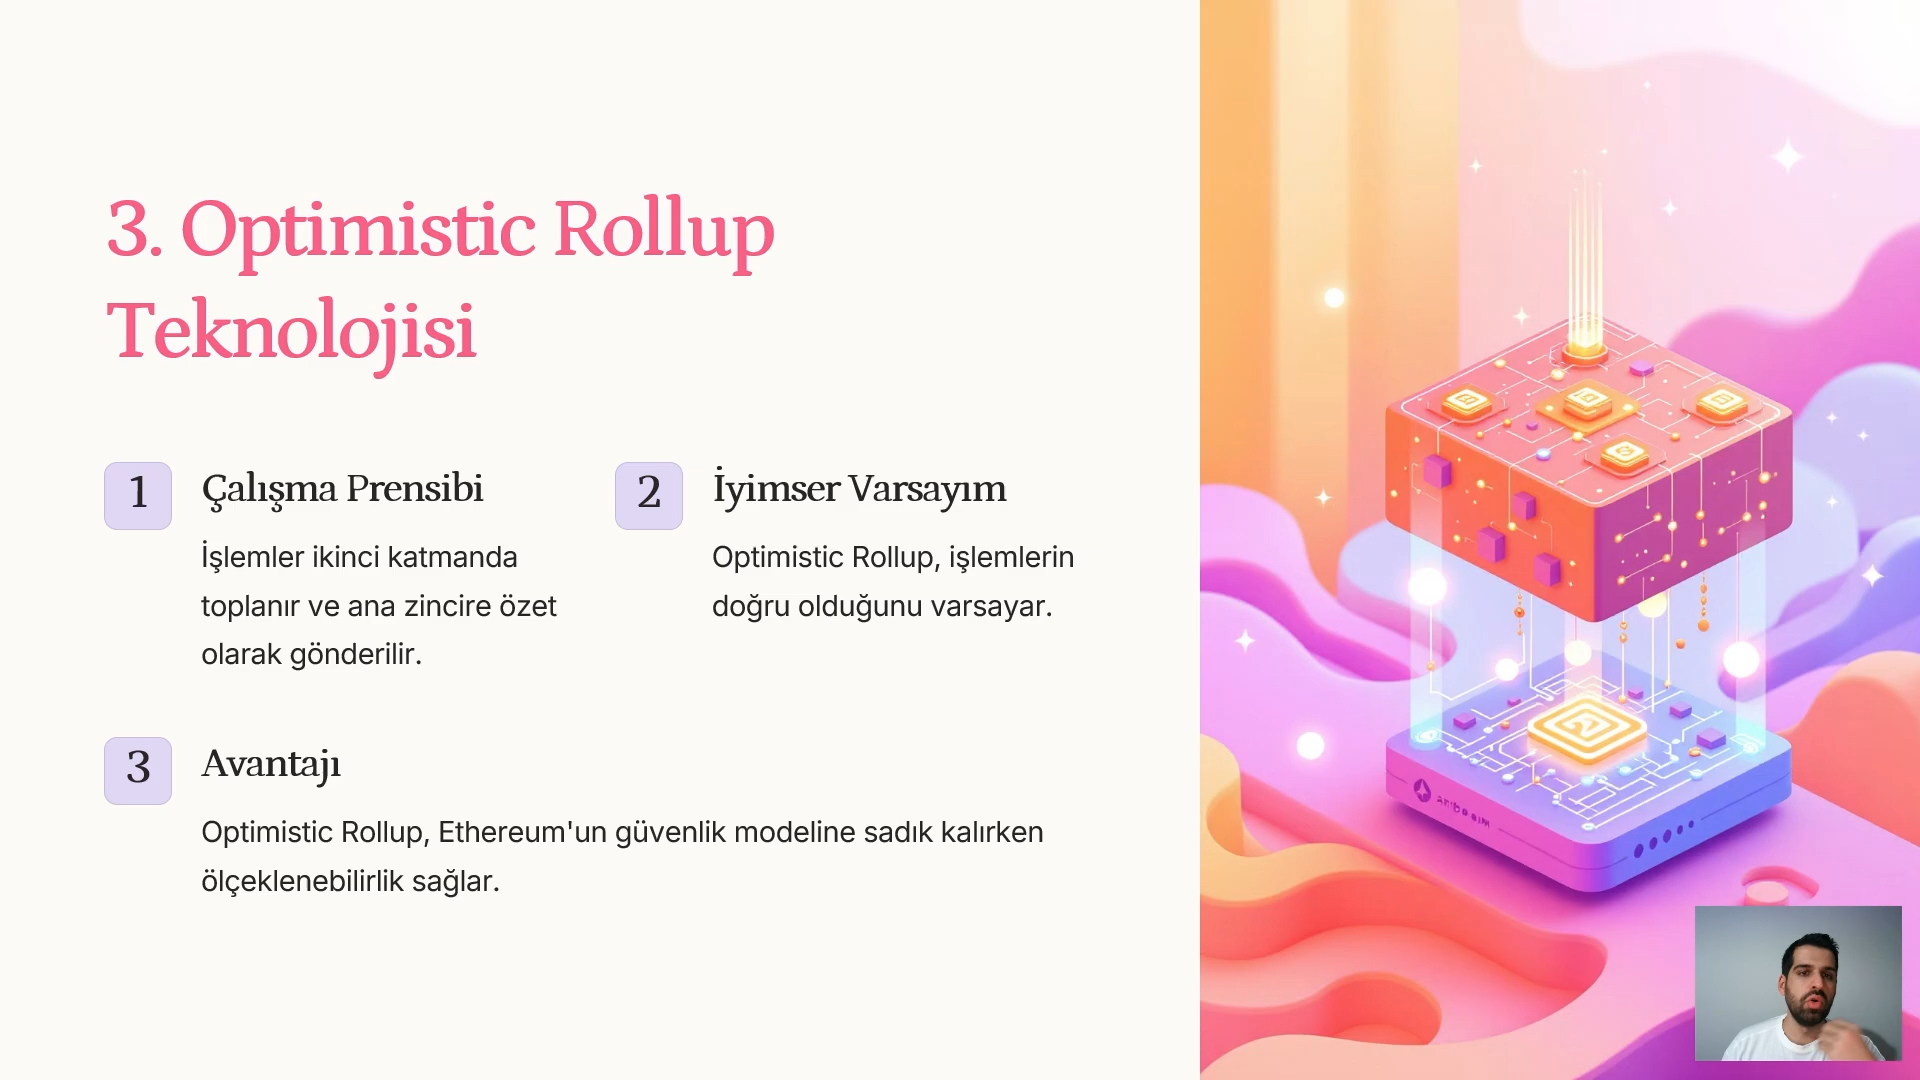 3. Optimistic Rollup
Teknolojisi
1
Çalışma Prensibi
İşlemler ikinci katmanda
toplanır ve ana zincire özet
olarak gönderilir.
2
İyimser Varsayım
Optimistic Rollup, işlemlerin
doğru olduğunu varsayar.
3
Avantajı
Optimistic Rollup, Ethereum'un güvenlik modeline sadık kalırken
ölçeklenebilirlik sağlar.